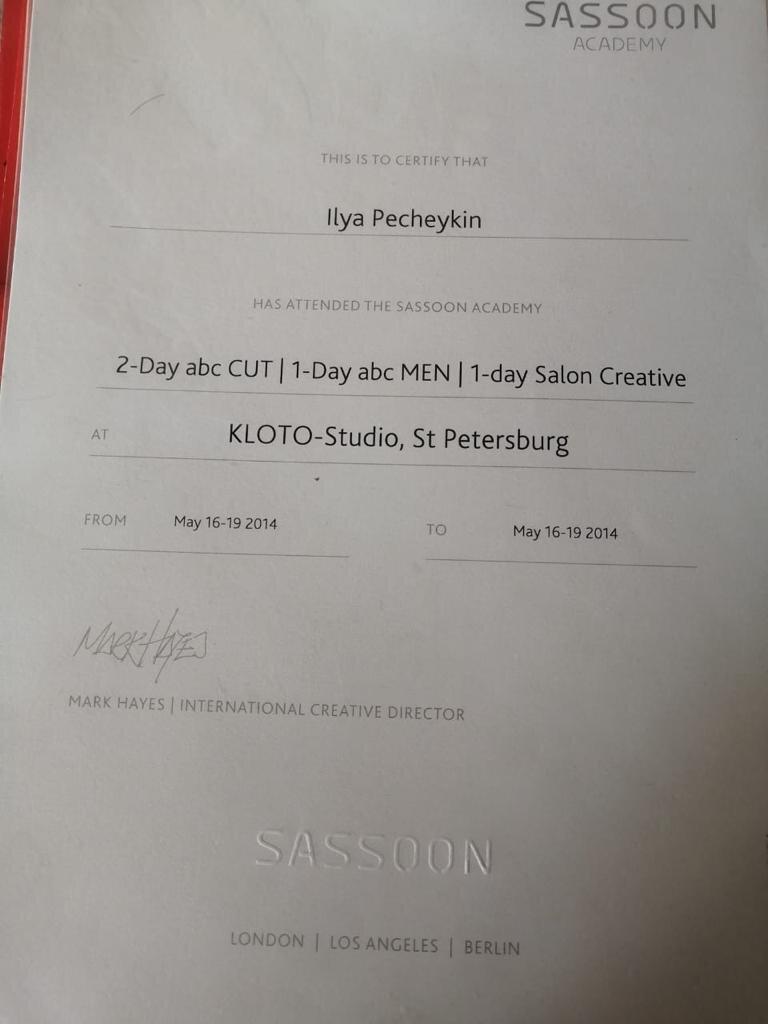 SASSOON
ACADEMY
THIS IS TO CERTIFY THAT
Ilya Pecheykin
HAS ATTENDED THE SASSOON ACADEMY
2-Day abc CUT | 1-Day abc MEN | 1-day Salon Creative
AT KLOTO-Studio, St Petersburg
FROM May 16-19 2014 TO May 16-19 2014
MARK HAYES
MARK HAYES | INTERNATIONAL CREATIVE DIRECTOR
SASSOON
LONDON | LOS ANGELES | BERLIN